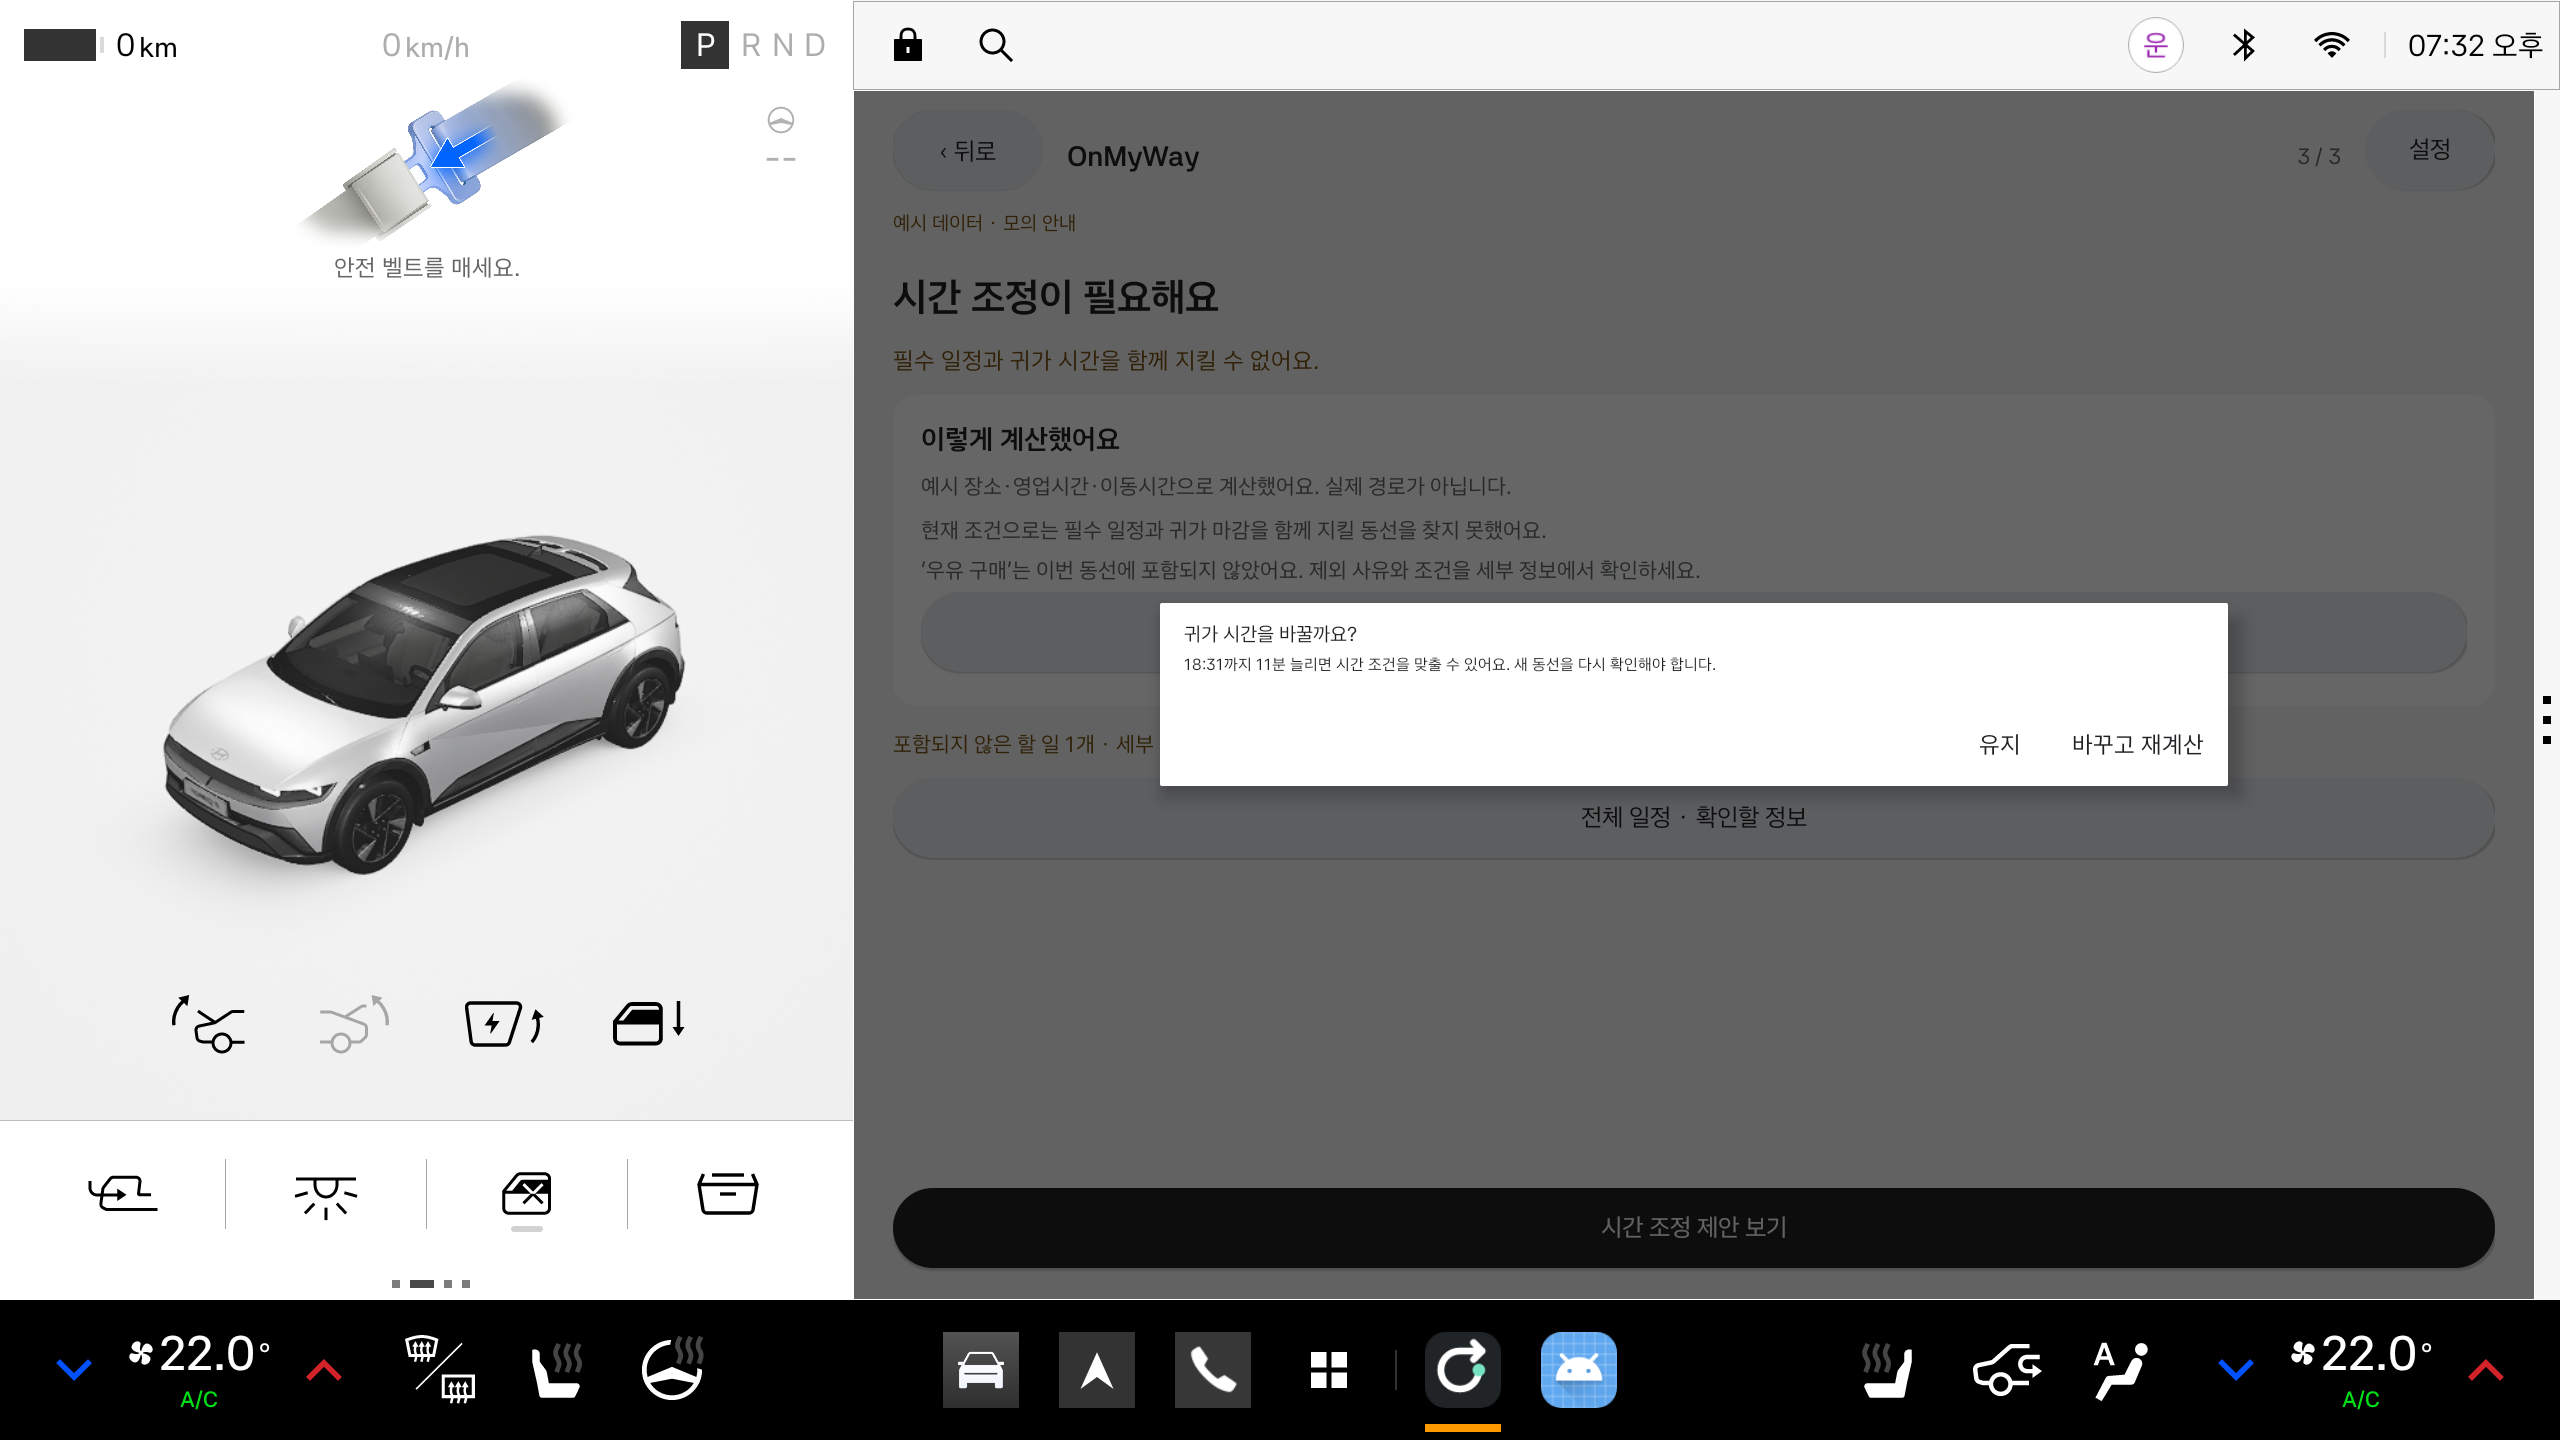 0 km
0 km/h
P R N D
운
07:32 오후
안전 벨트를 매세요.
‹ 뒤로
OnMyWay
3 / 3
설정
예시 데이터 · 모의 안내
시간 조정이 필요해요
필수 일정과 귀가 시간을 함께 지킬 수 없어요.
이렇게 계산했어요
예시 장소·영업시간·이동시간으로 계산했어요. 실제 경로가 아닙니다.
현재 조건으로는 필수 일정과 귀가 마감을 함께 지킬 동선을 찾지 못했어요.
'우유 구매'는 이번 동선에 포함되지 않았어요. 제외 사유와 조건을 세부 정보에서 확인하세요.
귀가 시간을 바꿀까요?
18:31까지 11분 늘리면 시간 조건을 맞출 수 있어요. 새 동선을 다시 확인해야 합니다.
유지
바꾸고 재계산
포함되지 않은 할 일 1개 · 세부
전체 일정 · 확인할 정보
시간 조정 제안 보기
22.0°
A/C
A
22.0°
A/C